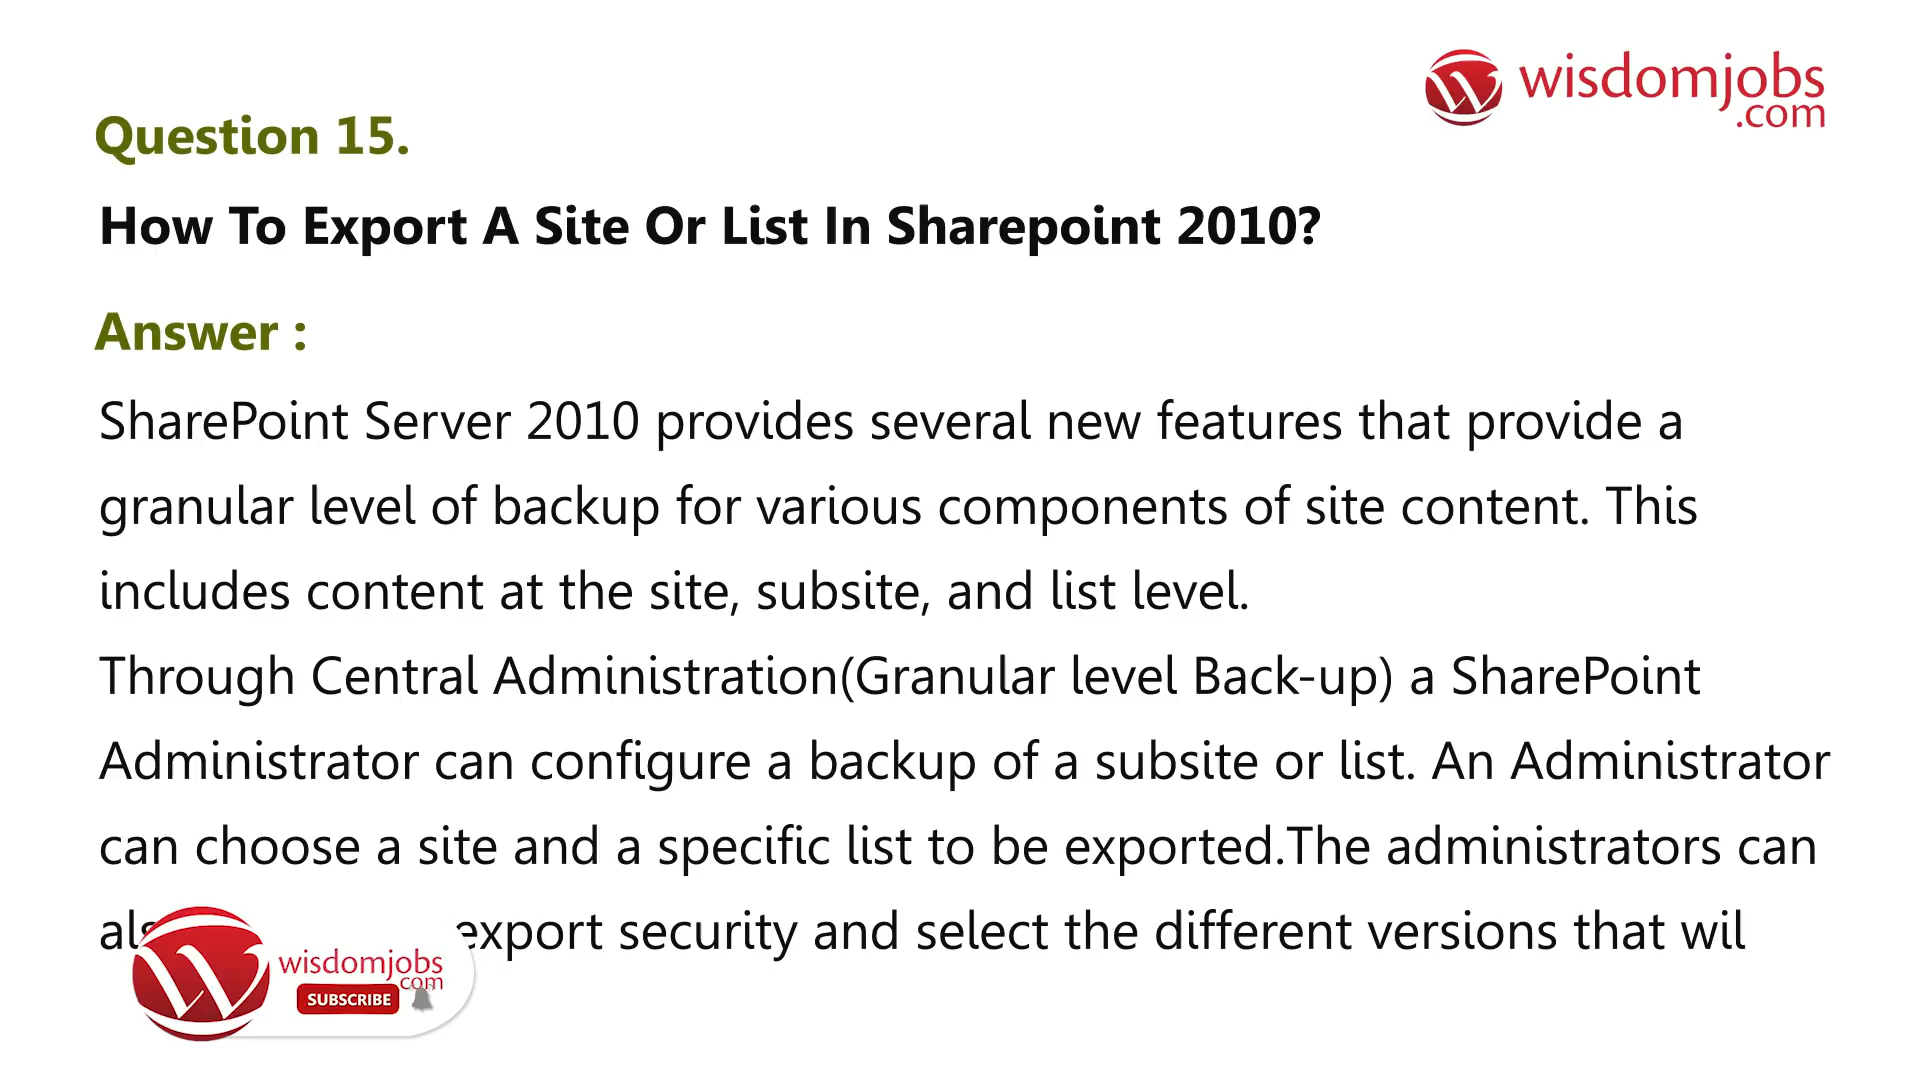 wisdomjobs
.com
Question 15.
How To Export A Site Or List In Sharepoint 2010?
Answer :
SharePoint Server 2010 provides several new features that provide a
granular level of backup for various components of site content. This
includes content at the site, subsite, and list level.
Through Central Administration(Granular level Back-up) a SharePoint
Administrator can configure a backup of a subsite or list. An Administrator
can choose a site and a specific list to be exported.The administrators can
export security and select the different versions that wil
wisdomjobs
.com
SUBSCRIBE